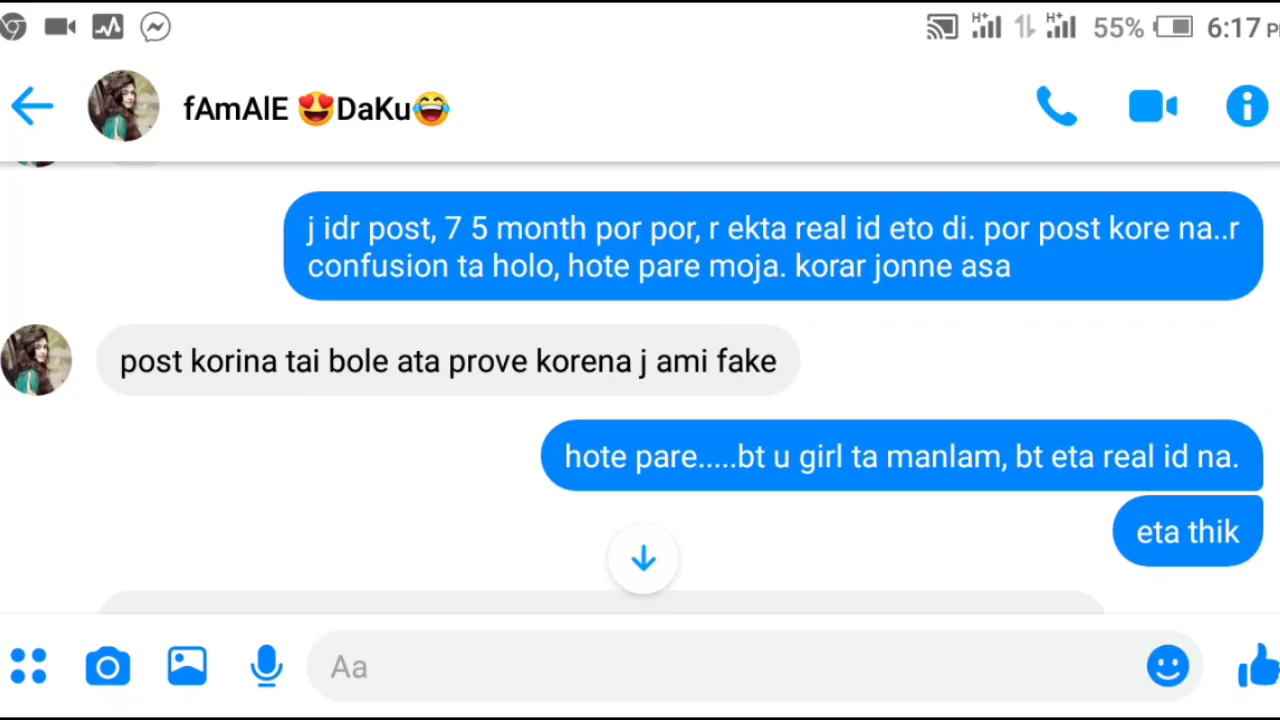 55% 6:17 P
fAmAlE 😍DaKu😂
j idr post, 7 5 month por por, r ekta real id eto di. por post kore na..r
confusion ta holo, hote pare moja. korar jonne asa
post korina tai bole ata prove korena j ami fake
hote pare.....bt u girl ta manlam, bt eta real id na.
eta thik
Aa